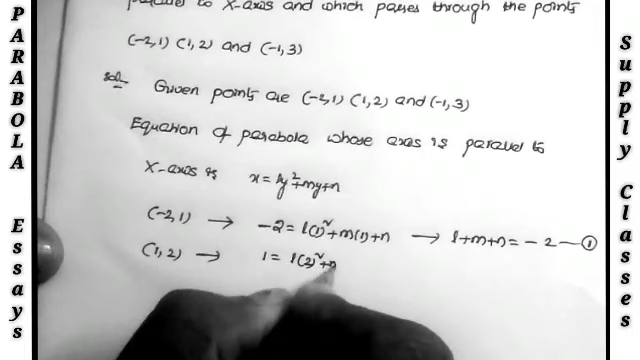 PARABOLA Essays
parallel to X-axis and which passes through the points
(-2,1) (1,2) and (-1,3)
Sol Given points are (-2,1) (1,2) and (-1,3)
Equation of parabola whose axis is parallel to
X-axis is x = ly²+my+n
(-2,1) → -2 = l(1)²+m(1)+n → l+m+n = -2 —①
(1,2) → 1 = l(2)²+
Supply Classes